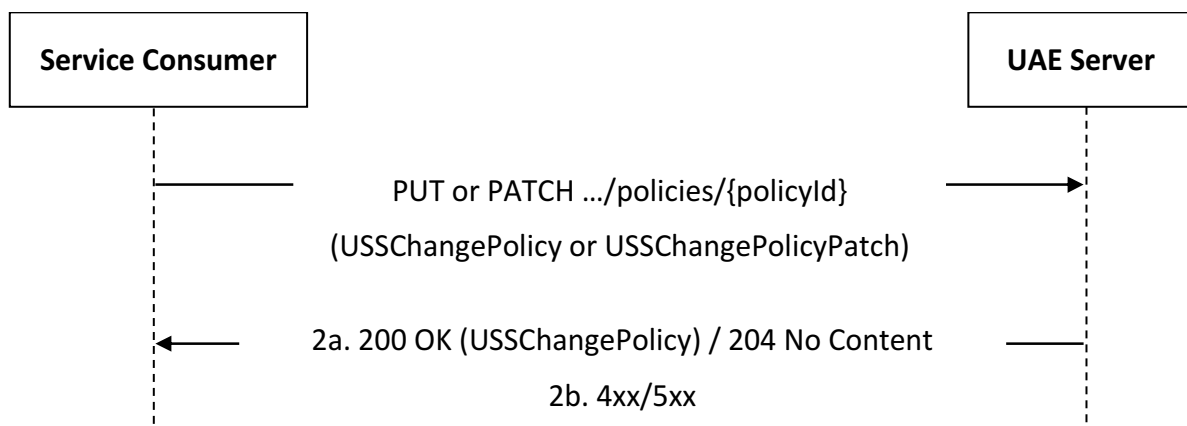 Service Consumer
UAE Server
PUT or PATCH …/policies/{policyId}
(USSChangePolicy or USSChangePolicyPatch)
2a. 200 OK (USSChangePolicy) / 204 No Content
2b. 4xx/5xx